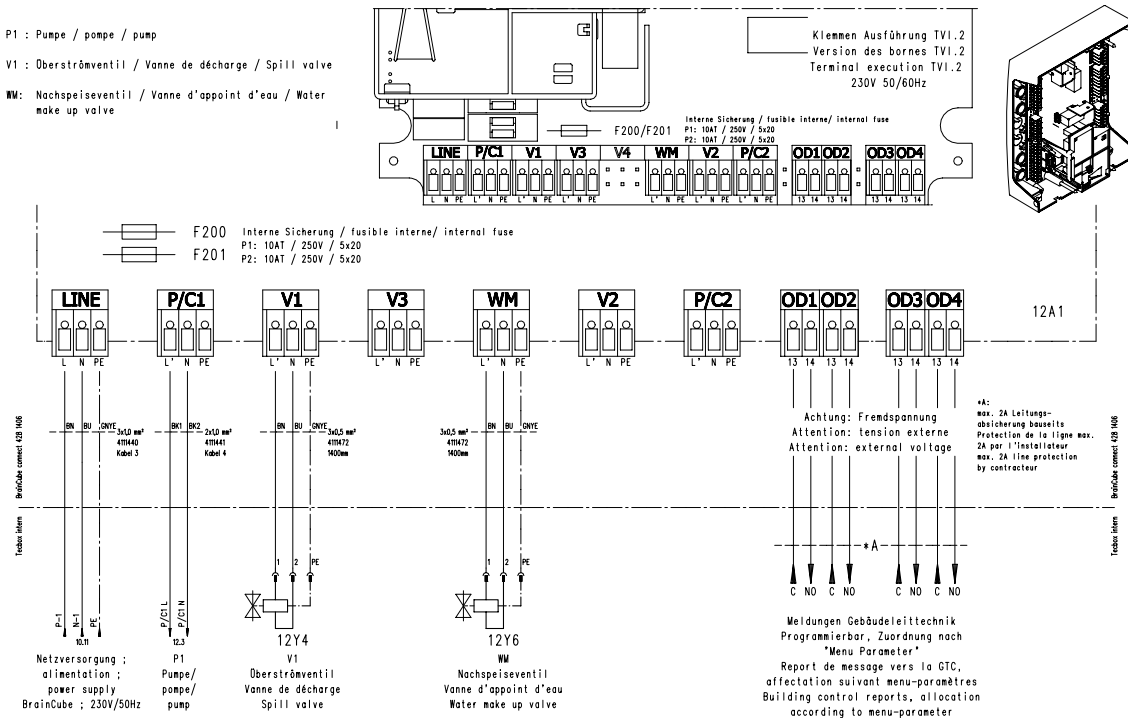 P1 : Pumpe / pompe / pump
V1 : Überströmventil / Vanne de décharge / Spill valve
WM: Nachspeiseventil / Vanne d'appoint d'eau / Water
make up valve
Klemmen Ausführung TVI.2
Version des bornes TVI.2
Terminal execution TVI.2
230V 50/60Hz
F200/F201
Interne Sicherung / fusible interne/ internal fuse
P1: 10AT / 250V / 5x20
P2: 10AT / 250V / 5x20
LINE P/C1 V1 V3 V4 WM V2 P/C2 OD1 OD2 OD3 OD4
L N PE L' N PE L' N PE L' N PE L' N PE L' N PE L' N PE 13 14 13 14 13 14 13 14
F200
F201
Interne Sicherung / fusible interne/ internal fuse
P1: 10AT / 250V / 5x20
P2: 10AT / 250V / 5x20
LINE P/C1 V1 V3 WM V2 P/C2 OD1 OD2 OD3 OD4
12A1
L N PE L' N PE L' N PE L' N PE L' N PE L' N PE L' N PE 13 14 13 14 13 14 13 14
BN BU GNYE
3x1,0 mm²
4111440
Kabel 3
BK1 BK2
2x1,0 mm²
4111441
Kabel 4
BN BU GNYE
3x0,5 mm²
4111472
1400mm
3x0,5 mm²
4111472
1400mm
BN BU GNYE
Achtung: Fremdspannung
Attention: tension externe
Attention: external voltage
*A:
max. 2A Leitungs-
absicherung bauseits
Protection de la ligne max.
2A par l'installateur
max. 2A line protection
by contracteur
BrainCube connect 428 1406
Tecbox intern
BrainCube connect 428 1406
Tecbox intern
P-1 N-1 PE
10.11
P/C1 L P/C1 N
12.3
1 2 PE
1 2 PE
*A
C NO C NO C NO C NO
Netzversorgung ;
alimentation ;
power supply
BrainCube ; 230V/50Hz
P1
Pumpe/
pompe/
pump
12Y4
V1
Überströmventil
Vanne de décharge
Spill valve
12Y6
WM
Nachspeiseventil
Vanne d'appoint d'eau
Water make up valve
Meldungen Gebäudeleittechnik
Programmierbar, Zuordnung nach
"Menu Parameter"
Report de message vers la GTC,
affectation suivant menu-paramètres
Building control reports, allocation
according to menu-parameter